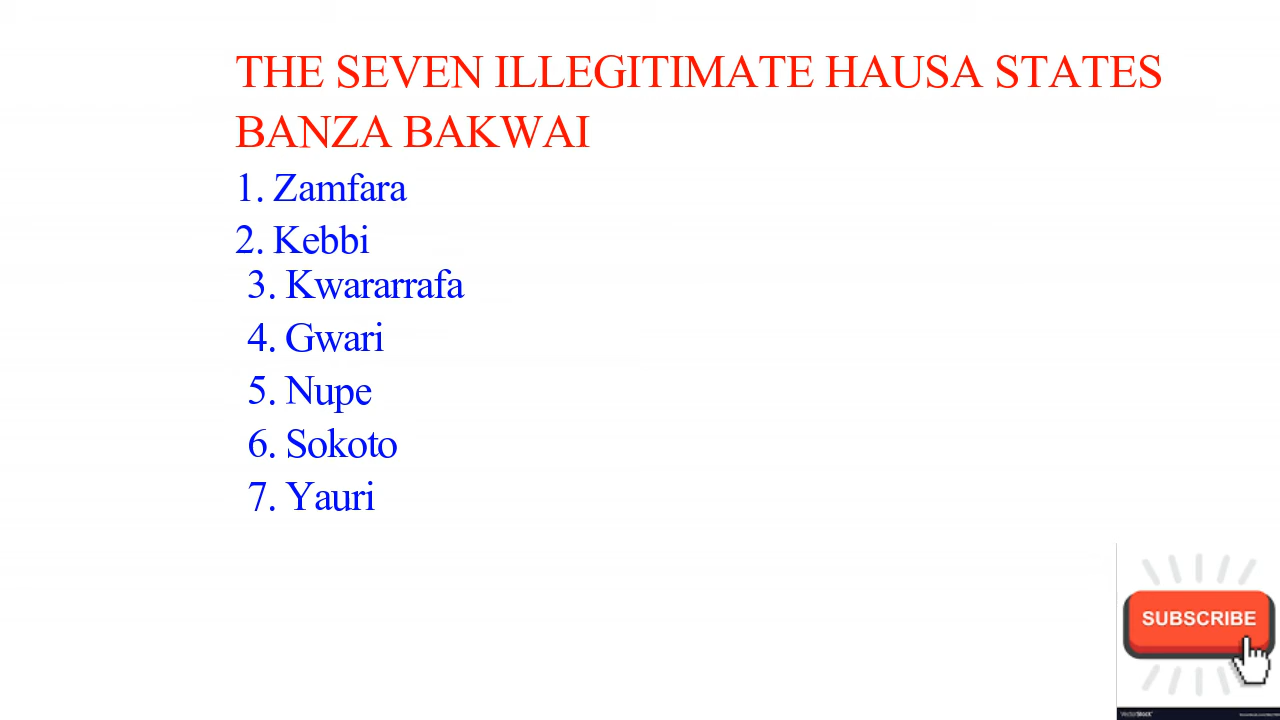 THE SEVEN ILLEGITIMATE HAUSA STATES
BANZA BAKWAI
1. Zamfara
2. Kebbi
3. Kwararrafa
4. Gwari
5. Nupe
6. Sokoto
7. Yauri
SUBSCRIBE
VectorStock